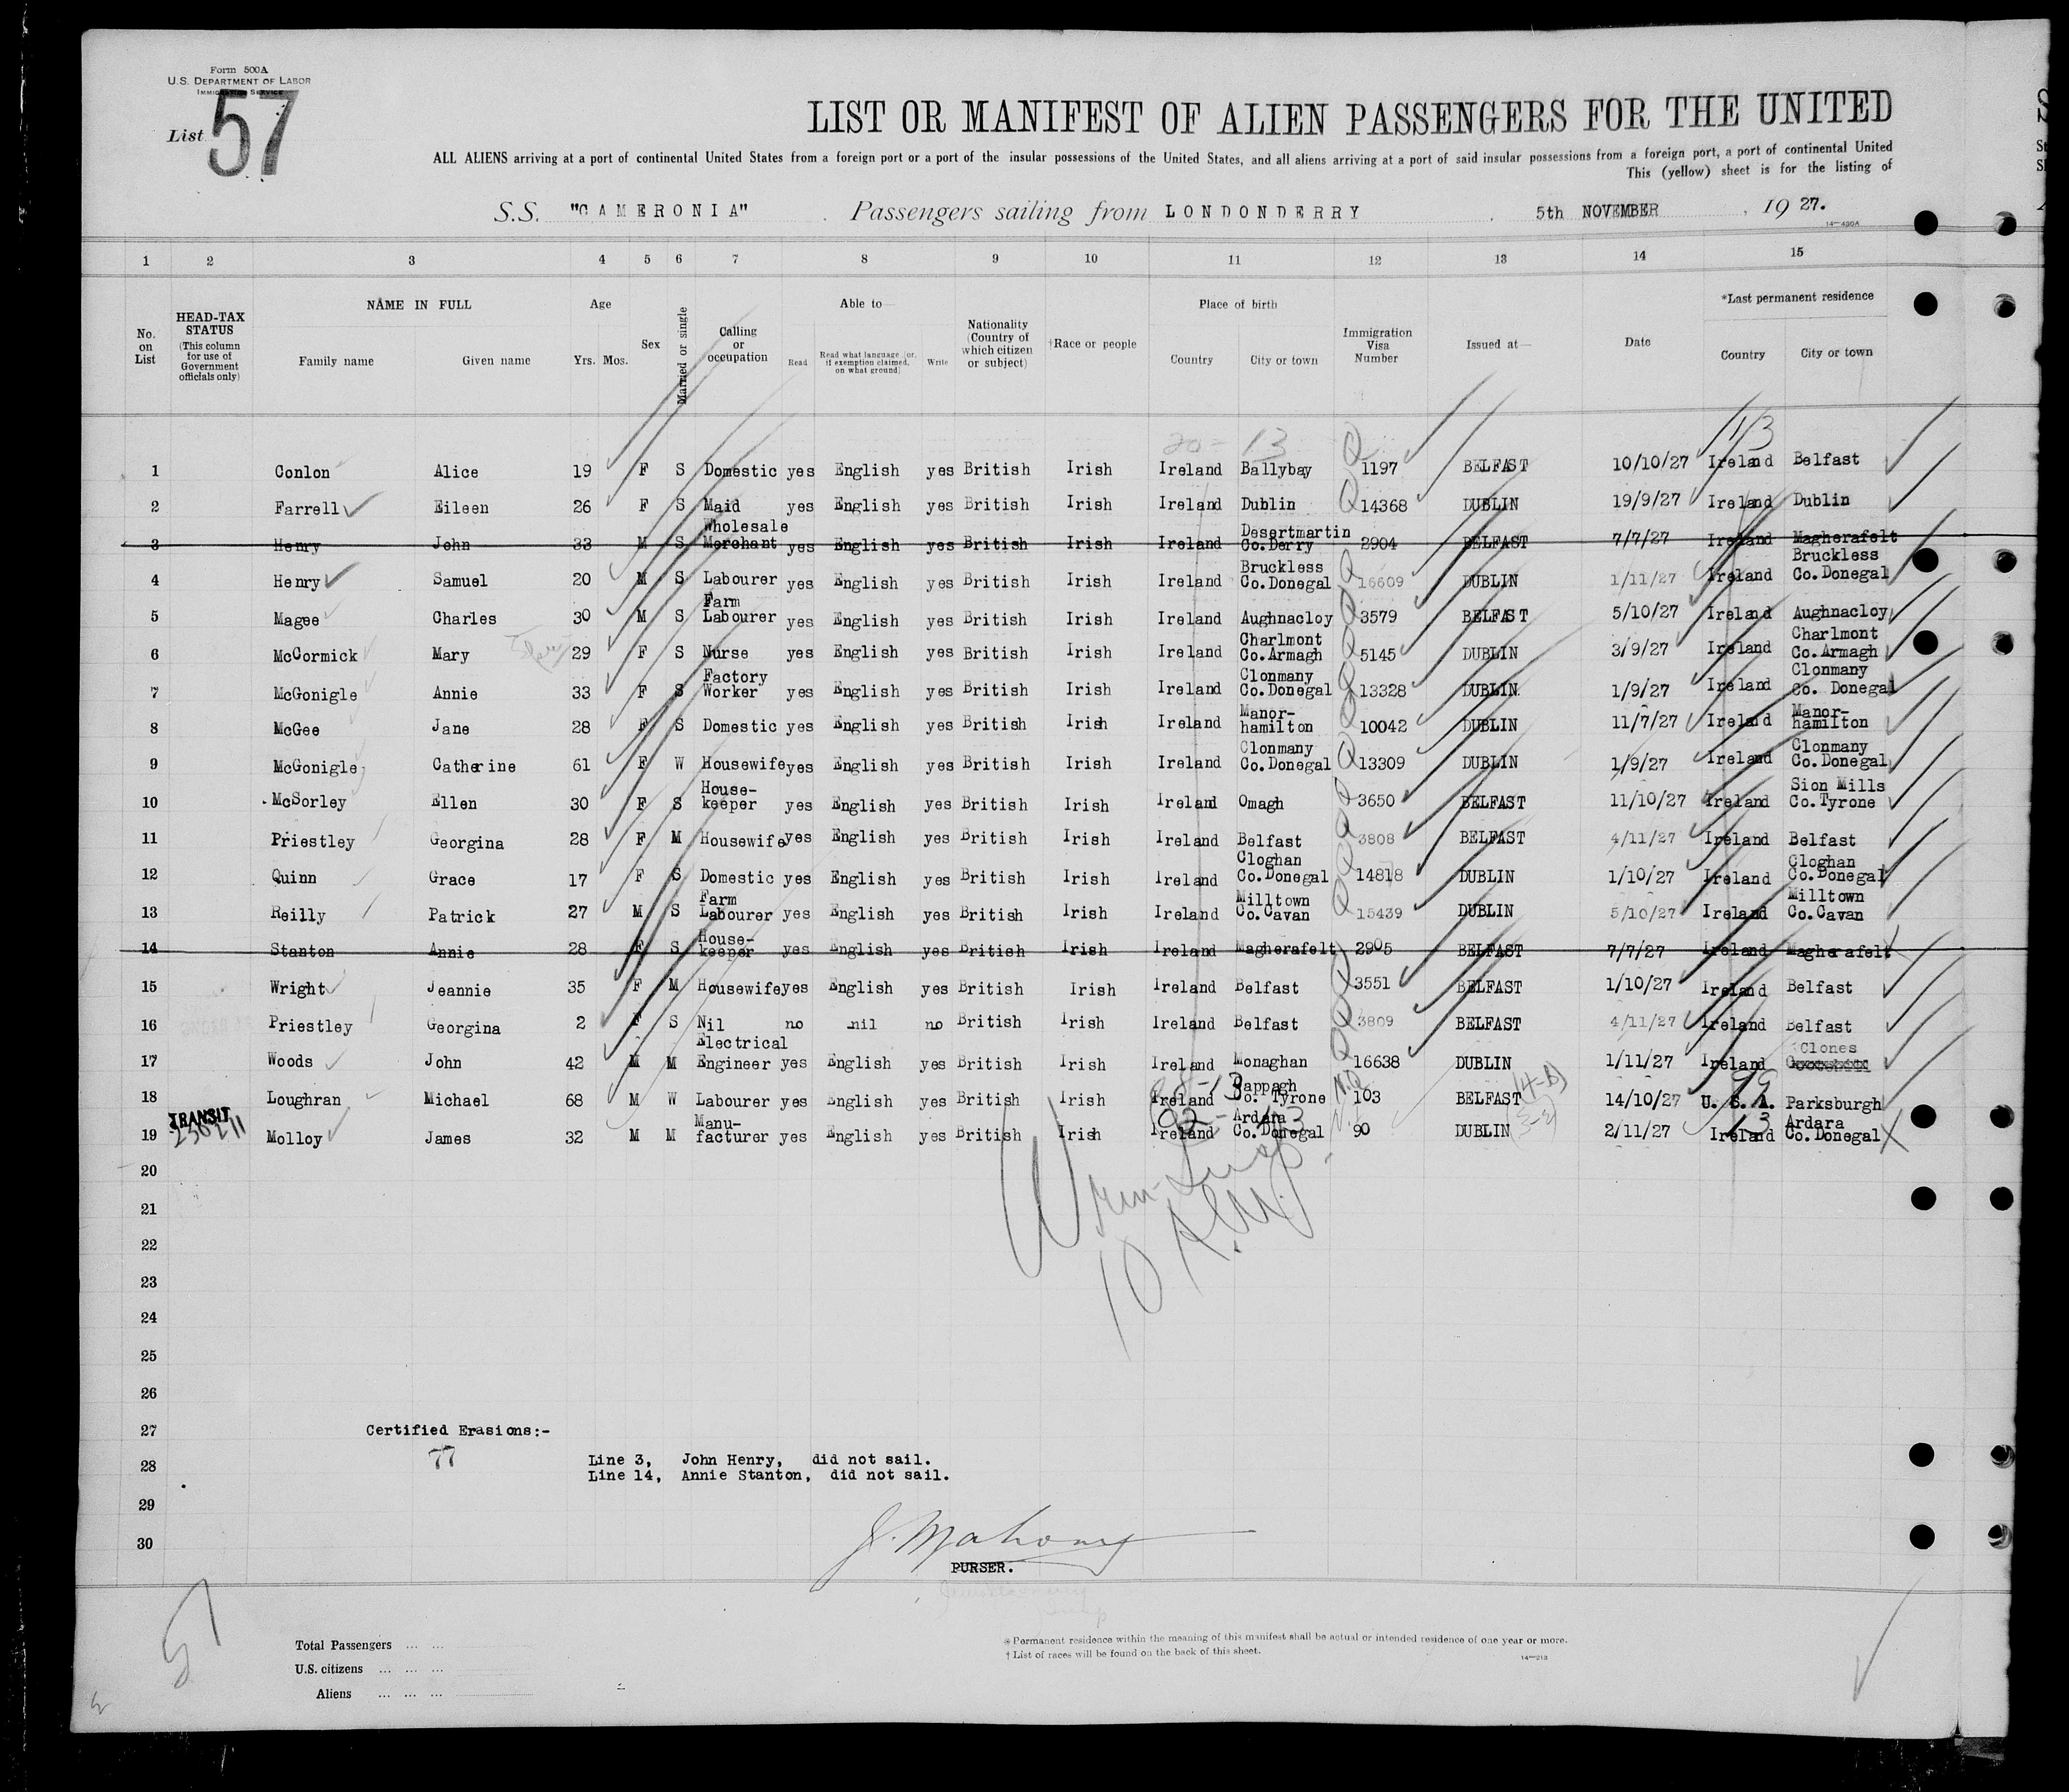 Form 500A
U.S. DEPARTMENT OF LABOR
IMMIGRATION SERVICE
List 57
LIST OR MANIFEST OF ALIEN PASSENGERS FOR THE UNITED
ALL ALIENS arriving at a port of continental United States from a foreign port or a port of the insular possessions of the United States, and all aliens arriving at a port of said insular possessions from a foreign port, a port of continental United
This (yellow) sheet is for the listing of
S.S. "CAMERONIA" Passengers sailing from LONDONDERRY, 5th NOVEMBER, 1927.
14—430A
1 2 3 4 5 6 7 8 9 10 11 12 13 14 15
No. on List
HEAD-TAX STATUS (This column for use of Government officials only)
NAME IN FULL Family name Given name
Age Yrs. Mos.
Sex
Married or single
Calling or occupation
Able to— Read Read what language (or, if exemption claimed, on what ground) Write
Nationality (Country of which citizen or subject)
†Race or people
Place of birth Country City or town
Immigration Visa Number
Issued at—
Date
*Last permanent residence Country City or town
20- 13 13
1 Conlon Alice 19 F S Domestic yes English yes British Irish Ireland Ballybay 1197 BELFAST 10/10/27 Ireland Belfast
2 Farrell Eileen 26 F S Maid yes English yes British Irish Ireland Dublin 14368 DUBLIN 19/9/27 Ireland Dublin
3 Henry John 33 M S Wholesale Merchant yes English yes British Irish Ireland Desertmartin Co.Derry 2904 BELFAST 7/7/27 Ireland Magherafelt
4 Henry Samuel 20 M S Labourer yes English yes British Irish Ireland Bruckless Co.Donegal 16609 DUBLIN 1/11/27 Ireland Bruckless Co.Donegal
5 Magee Charles 30 M S Farm Labourer yes English yes British Irish Ireland Aughnacloy 3579 BELFAST 5/10/27 Ireland Aughnacloy
6 McCormick Mary 29 F S Nurse yes English yes British Irish Ireland Charlmont Co.Armagh 5145 DUBLIN 3/9/27 Ireland Charlmont Co.Armagh
7 McGonigle Annie 33 F S Factory Worker yes English yes British Irish Ireland Clonmany Co.Donegal 13328 DUBLIN 1/9/27 Ireland Clonmany Co. Donegal
8 McGee Jane 28 F S Domestic yes English yes British Irish Ireland Manor-hamilton 10042 DUBLIN 11/7/27 Ireland Manor-hamilton
9 McGonigle Catherine 61 F W Housewife yes English yes British Irish Ireland Clonmany Co.Donegal 13309 DUBLIN 1/9/27 Ireland Clonmany Co.Donegal
10 McSorley Ellen 30 F S House-keeper yes English yes British Irish Ireland Omagh 3650 BELFAST 11/10/27 Ireland Sion Mills Co.Tyrone
11 Priestley Georgina 28 F M Housewife yes English yes British Irish Ireland Belfast 3808 BELFAST 4/11/27 Ireland Belfast
12 Quinn Grace 17 F S Domestic yes English yes British Irish Ireland Cloghan Co.Donegal 14818 DUBLIN 1/10/27 Ireland Cloghan Co.Donegal
13 Reilly Patrick 27 M S Farm Labourer yes English yes British Irish Ireland Milltown Co.Cavan 15439 DUBLIN 5/10/27 Ireland Milltown Co.Cavan
14 Stanton Annie 28 F S House-keeper yes English yes British Irish Ireland Magherafelt 2905 BELFAST 7/7/27 Ireland Magherafelt
15 Wright Jeannie 35 F M Housewife yes English yes British Irish Ireland Belfast 3551 BELFAST 1/10/27 Ireland Belfast
16 Priestley Georgina 2 F S Nil no nil no British Irish Ireland Belfast 3809 BELFAST 4/11/27 Ireland Belfast
17 Woods John 42 M M Electrical Engineer yes English yes British Irish Ireland Monaghan 16638 DUBLIN 1/11/27 Ireland Clones
18 Loughran Michael 68 M W Labourer yes English yes British Irish Ireland Cappagh Co. Tyrone 103 BELFAST (4-B) 14/10/27 U. S. A. Parksburgh
19 TRANSIT Molloy James 32 M M Manu-facturer yes English yes British Irish Ireland Ardara Co.Donegal 90 DUBLIN 2/11/27 Ireland Ardara Co.Donegal
20
21
22
23
24
25
26
27 Certified Erasions:-
77
28 Line 3, John Henry, did not sail.
Line 14, Annie Stanton, did not sail.
29
30
J. Mahony
PURSER.
57
Total Passengers ... ...
U.S. citizens ... ... ...
Aliens ... ... ...
* Permanent residence within the meaning of this manifest shall be actual or intended residence of one year or more.
† List of races will be found on the back of this sheet.
14—213